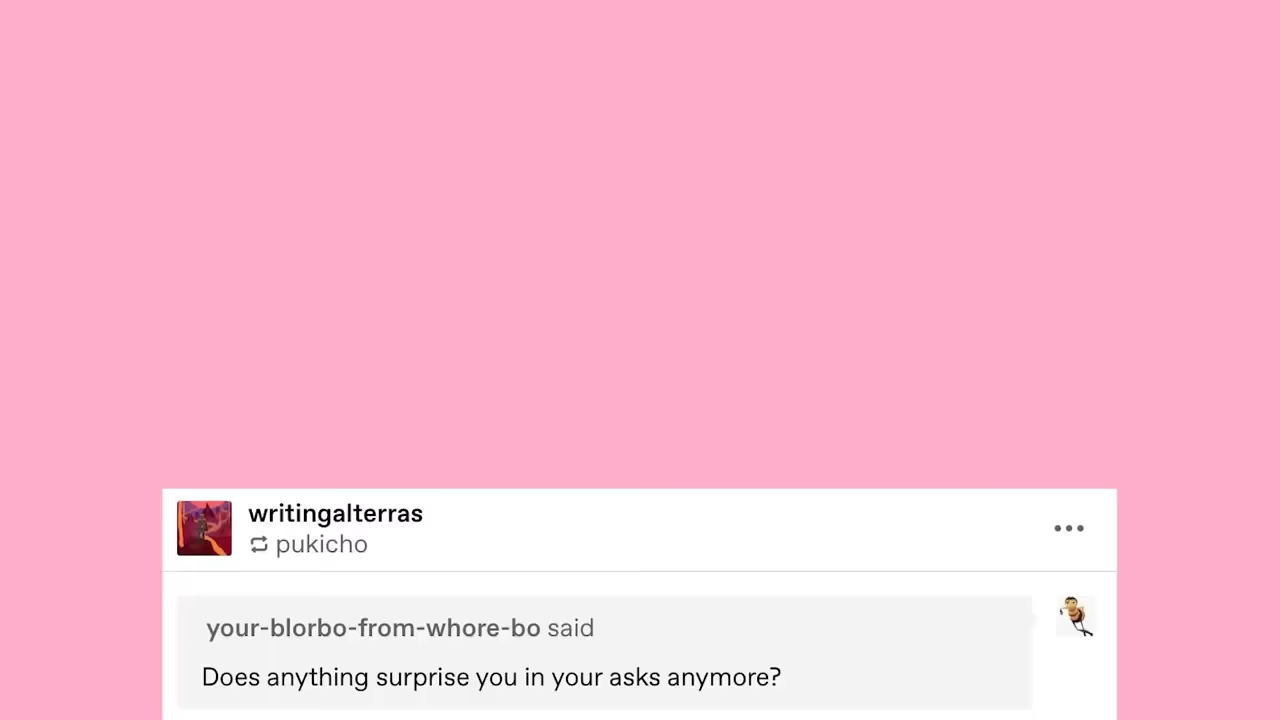 writingalterras
pukicho
your-blorbo-from-whore-bo said
Does anything surprise you in your asks anymore?